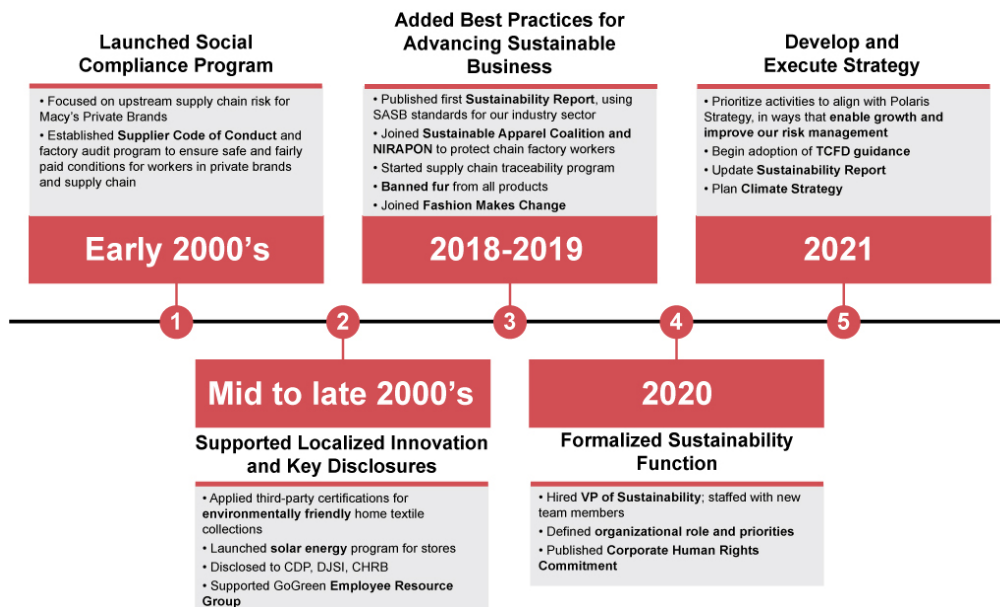 Launched Social
Compliance Program
• Focused on upstream supply chain risk for
Macy's Private Brands
• Established Supplier Code of Conduct and
factory audit program to ensure safe and fairly
paid conditions for workers in private brands
and supply chain
Early 2000's
1
Mid to late 2000's
2
Supported Localized Innovation
and Key Disclosures
• Applied third-party certifications for
environmentally friendly home textile
collections
• Launched solar energy program for stores
• Disclosed to CDP, DJSI, CHRB
• Supported GoGreen Employee Resource
Group
Added Best Practices for
Advancing Sustainable
Business
• Published first Sustainability Report, using
SASB standards for our industry sector
• Joined Sustainable Apparel Coalition and
NIRAPON to protect chain factory workers
• Started supply chain traceability program
• Banned fur from all products
• Joined Fashion Makes Change
2018-2019
3
4
2020
Formalized Sustainability
Function
• Hired VP of Sustainability; staffed with new
team members
• Defined organizational role and priorities
• Published Corporate Human Rights
Commitment
Develop and
Execute Strategy
• Prioritize activities to align with Polaris
Strategy, in ways that enable growth and
improve our risk management
• Begin adoption of TCFD guidance
• Update Sustainability Report
• Plan Climate Strategy
2021
5